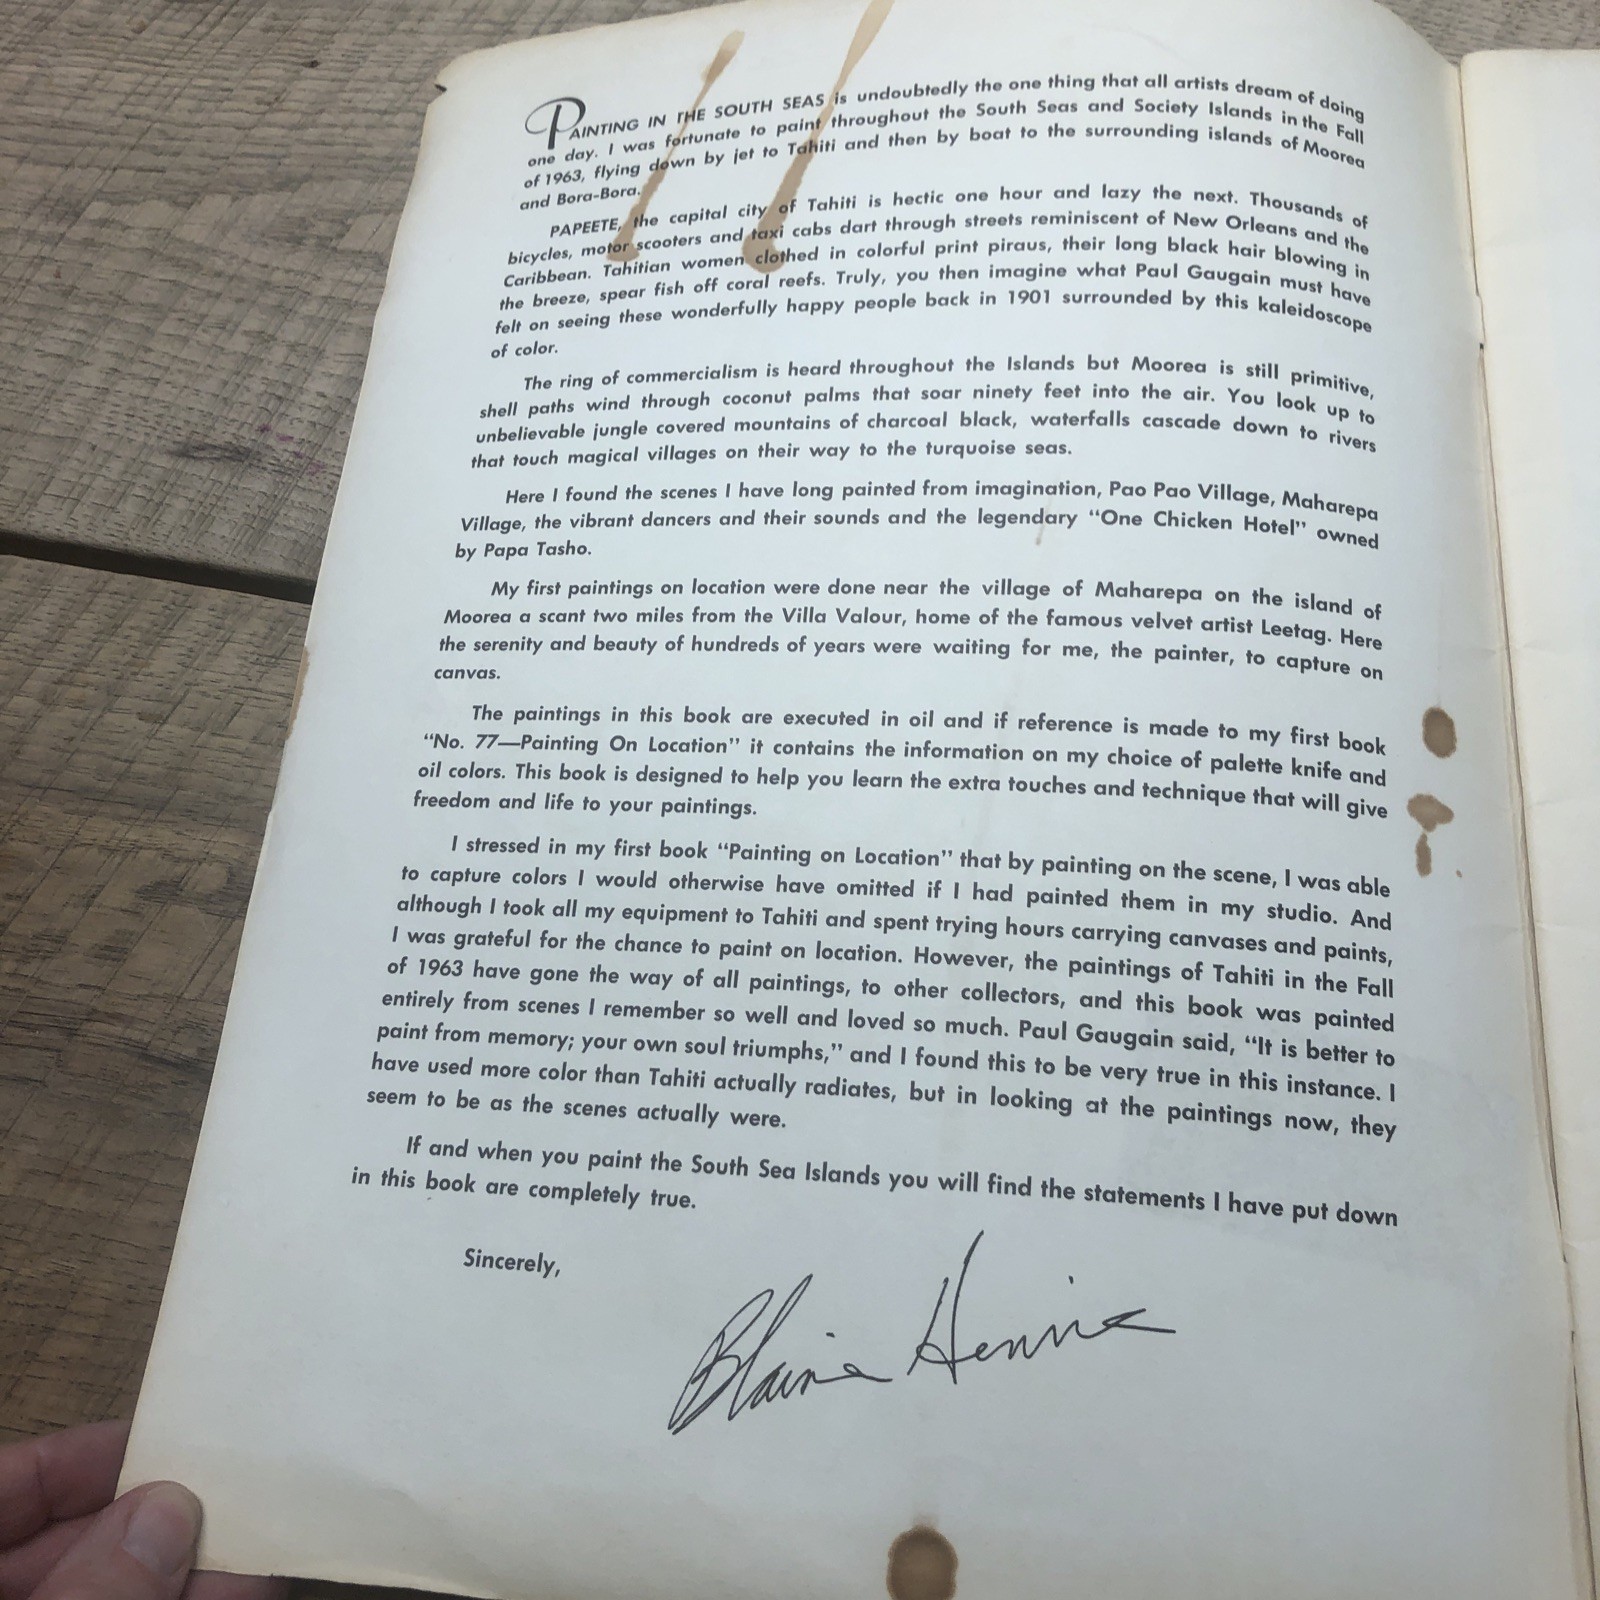 PAINTING IN THE SOUTH SEAS is undoubtedly the one thing that all artists dream of doing
one day. I was fortunate to paint throughout the South Seas and Society Islands in the Fall
of 1963, flying down by jet to Tahiti and then by boat to the surrounding islands of Moorea
and Bora-Bora.
PAPEETE, the capital city of Tahiti is hectic one hour and lazy the next. Thousands of
bicycles, motor scooters and taxi cabs dart through streets reminiscent of New Orleans and the
Caribbean. Tahitian women clothed in colorful print piraus, their long black hair blowing in
the breeze, spear fish off coral reefs. Truly, you then imagine what Paul Gaugain must have
felt on seeing these wonderfully happy people back in 1901 surrounded by this kaleidoscope
of color.
The ring of commercialism is heard throughout the Islands but Moorea is still primitive,
shell paths wind through coconut palms that soar ninety feet into the air. You look up to
unbelievable jungle covered mountains of charcoal black, waterfalls cascade down to rivers
that touch magical villages on their way to the turquoise seas.
Here I found the scenes I have long painted from imagination, Pao Pao Village, Maharepa
Village, the vibrant dancers and their sounds and the legendary "One Chicken Hotel" owned
by Papa Tasho.
My first paintings on location were done near the village of Maharepa on the island of
Moorea a scant two miles from the Villa Valour, home of the famous velvet artist Leetag. Here
the serenity and beauty of hundreds of years were waiting for me, the painter, to capture on
canvas.
The paintings in this book are executed in oil and if reference is made to my first book
"No. 77—Painting On Location" it contains the information on my choice of palette knife and
oil colors. This book is designed to help you learn the extra touches and technique that will give
freedom and life to your paintings.
I stressed in my first book "Painting on Location" that by painting on the scene, I was able
to capture colors I would otherwise have omitted if I had painted them in my studio. And
although I took all my equipment to Tahiti and spent trying hours carrying canvases and paints,
I was grateful for the chance to paint on location. However, the paintings of Tahiti in the Fall
of 1963 have gone the way of all paintings, to other collectors, and this book was painted
entirely from scenes I remember so well and loved so much. Paul Gaugain said, "It is better to
paint from memory; your own soul triumphs," and I found this to be very true in this instance. I
have used more color than Tahiti actually radiates, but in looking at the paintings now, they
seem to be as the scenes actually were.
If and when you paint the South Sea Islands you will find the statements I have put down
in this book are completely true.
Sincerely,
Blaine Hennie